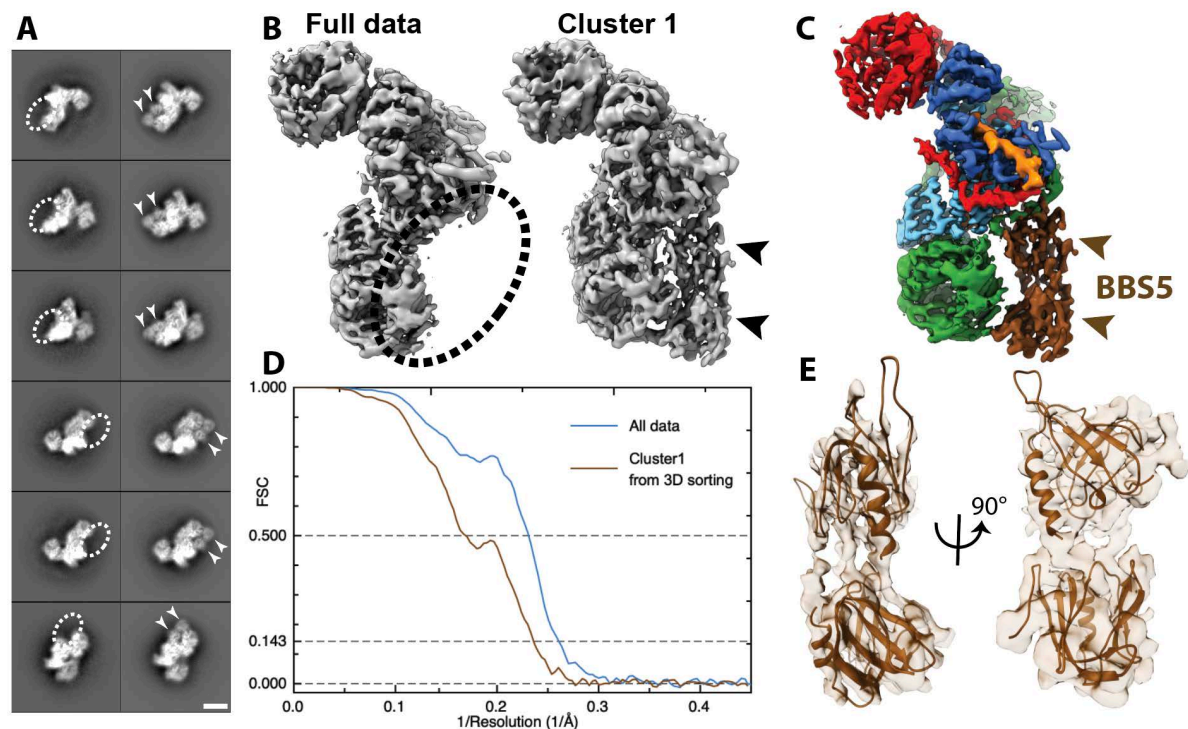 A
B
Full data
Cluster 1
C
BBS5
D
1.000
0.500
0.143
0.000
FSC
All data
Cluster1
from 3D sorting
0.0
0.1
0.2
0.3
0.4
1/Resolution (1/Å)
E
90°